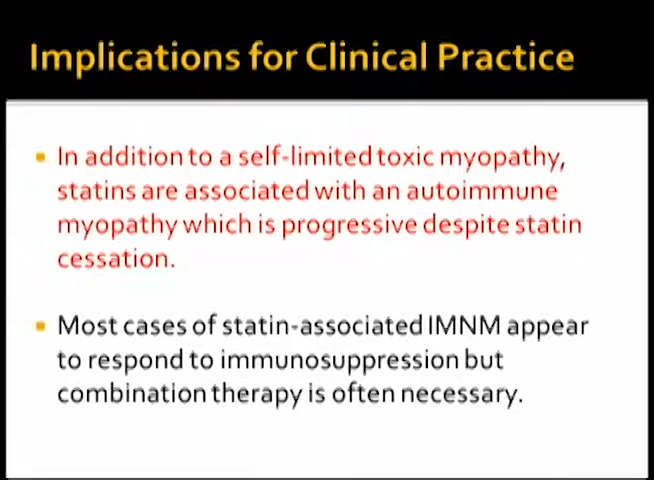 Implications for Clinical Practice
In addition to a self-limited toxic myopathy,
statins are associated with an autoimmune
myopathy which is progressive despite statin
cessation.
Most cases of statin-associated IMNM appear
to respond to immunosuppression but
combination therapy is often necessary.